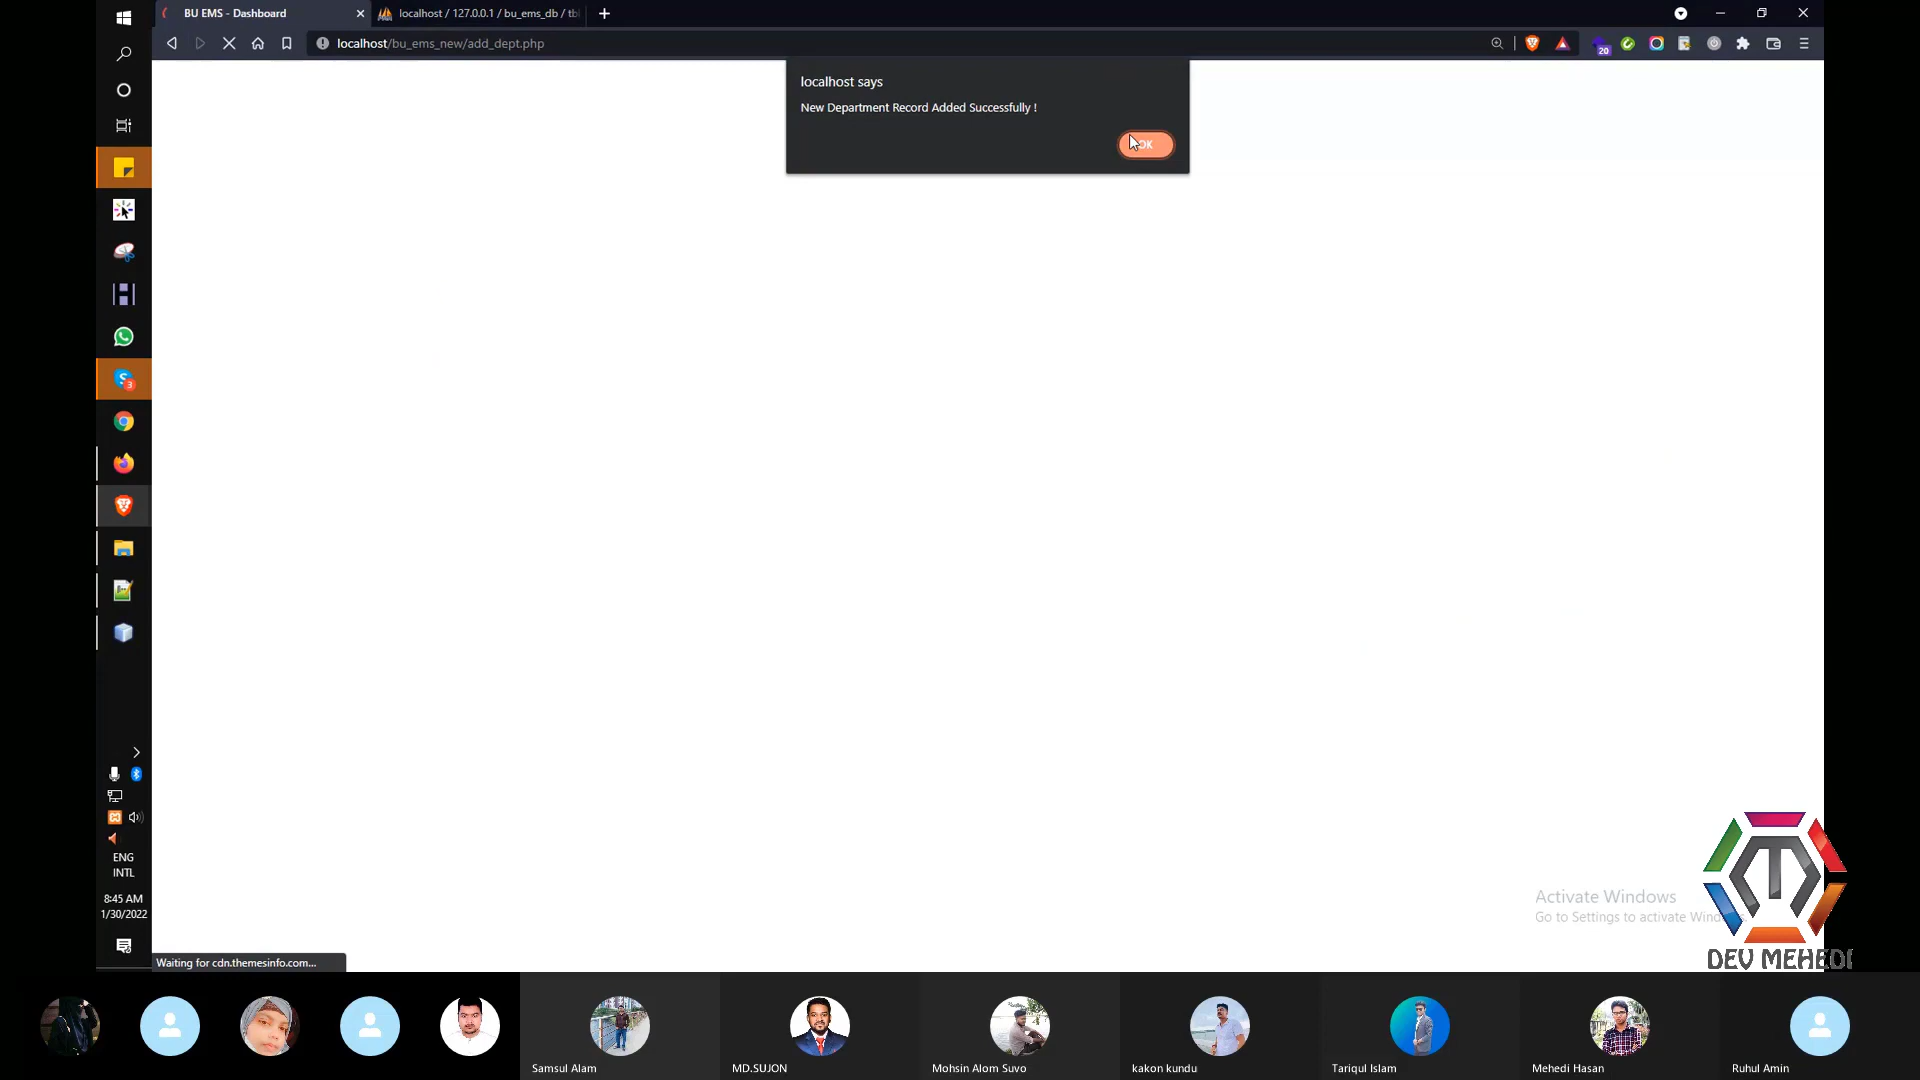 BU EMS - Dashboard
localhost / 127.0.0.1 / bu_ems_db / tbl
localhost/bu_ems_new/add_dept.php
20
localhost says
New Department Record Added Successfully !
OK
3
ENG
INTL
8:45 AM
1/30/2022
Activate Windows
Go to Settings to activate Windows.
DEV MEHEDI
Waiting for cdn.themesinfo.com...
Samsul Alam
MD.SUJON
Mohsin Alom Suvo
kakon kundu
Tariqul Islam
Mehedi Hasan
Ruhul Amin